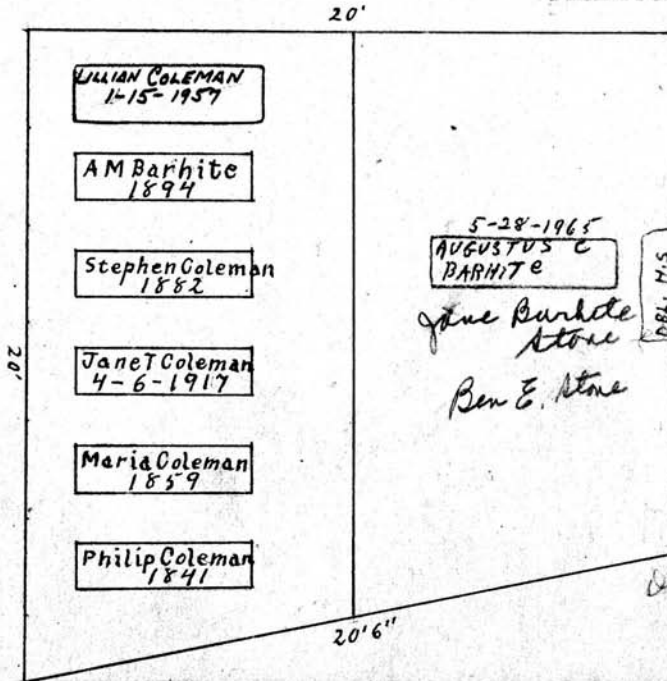 20'
LILLIAN COLEMAN
1-15-1957
AM Barhite
1894
Stephen Coleman
1882
20'
Jane T Coleman
4-6-1917
Maria Coleman
1859
Philip Coleman
1841
5-28-1965
AUGUSTUS C
BARHITE
Jane Barhite
Stone
Ben E. Stone
DBL H.S
20'6"